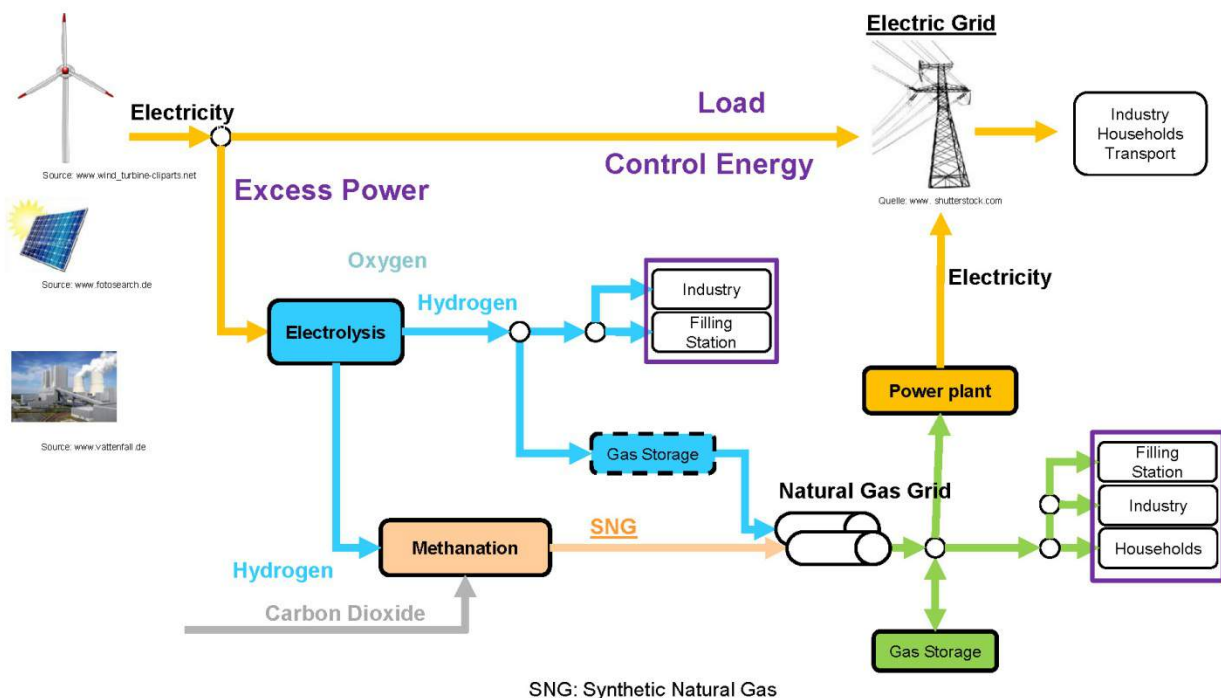 Electric Grid
Electricity
Load
Industry
Households
Transport
Control Energy
Source: www.wind_turbine-cliparts.net
Excess Power
Quelle: www. shutterstock.com
Source: www.fotosearch.de
Oxygen
Hydrogen
Electricity
Industry
Electrolysis
Filling
Station
Source: www.vattenfall.de
Power plant
Gas Storage
Filling
Station
Natural Gas Grid
Industry
SNG
Methanation
Households
Hydrogen
Carbon Dioxide
Gas Storage
SNG: Synthetic Natural Gas